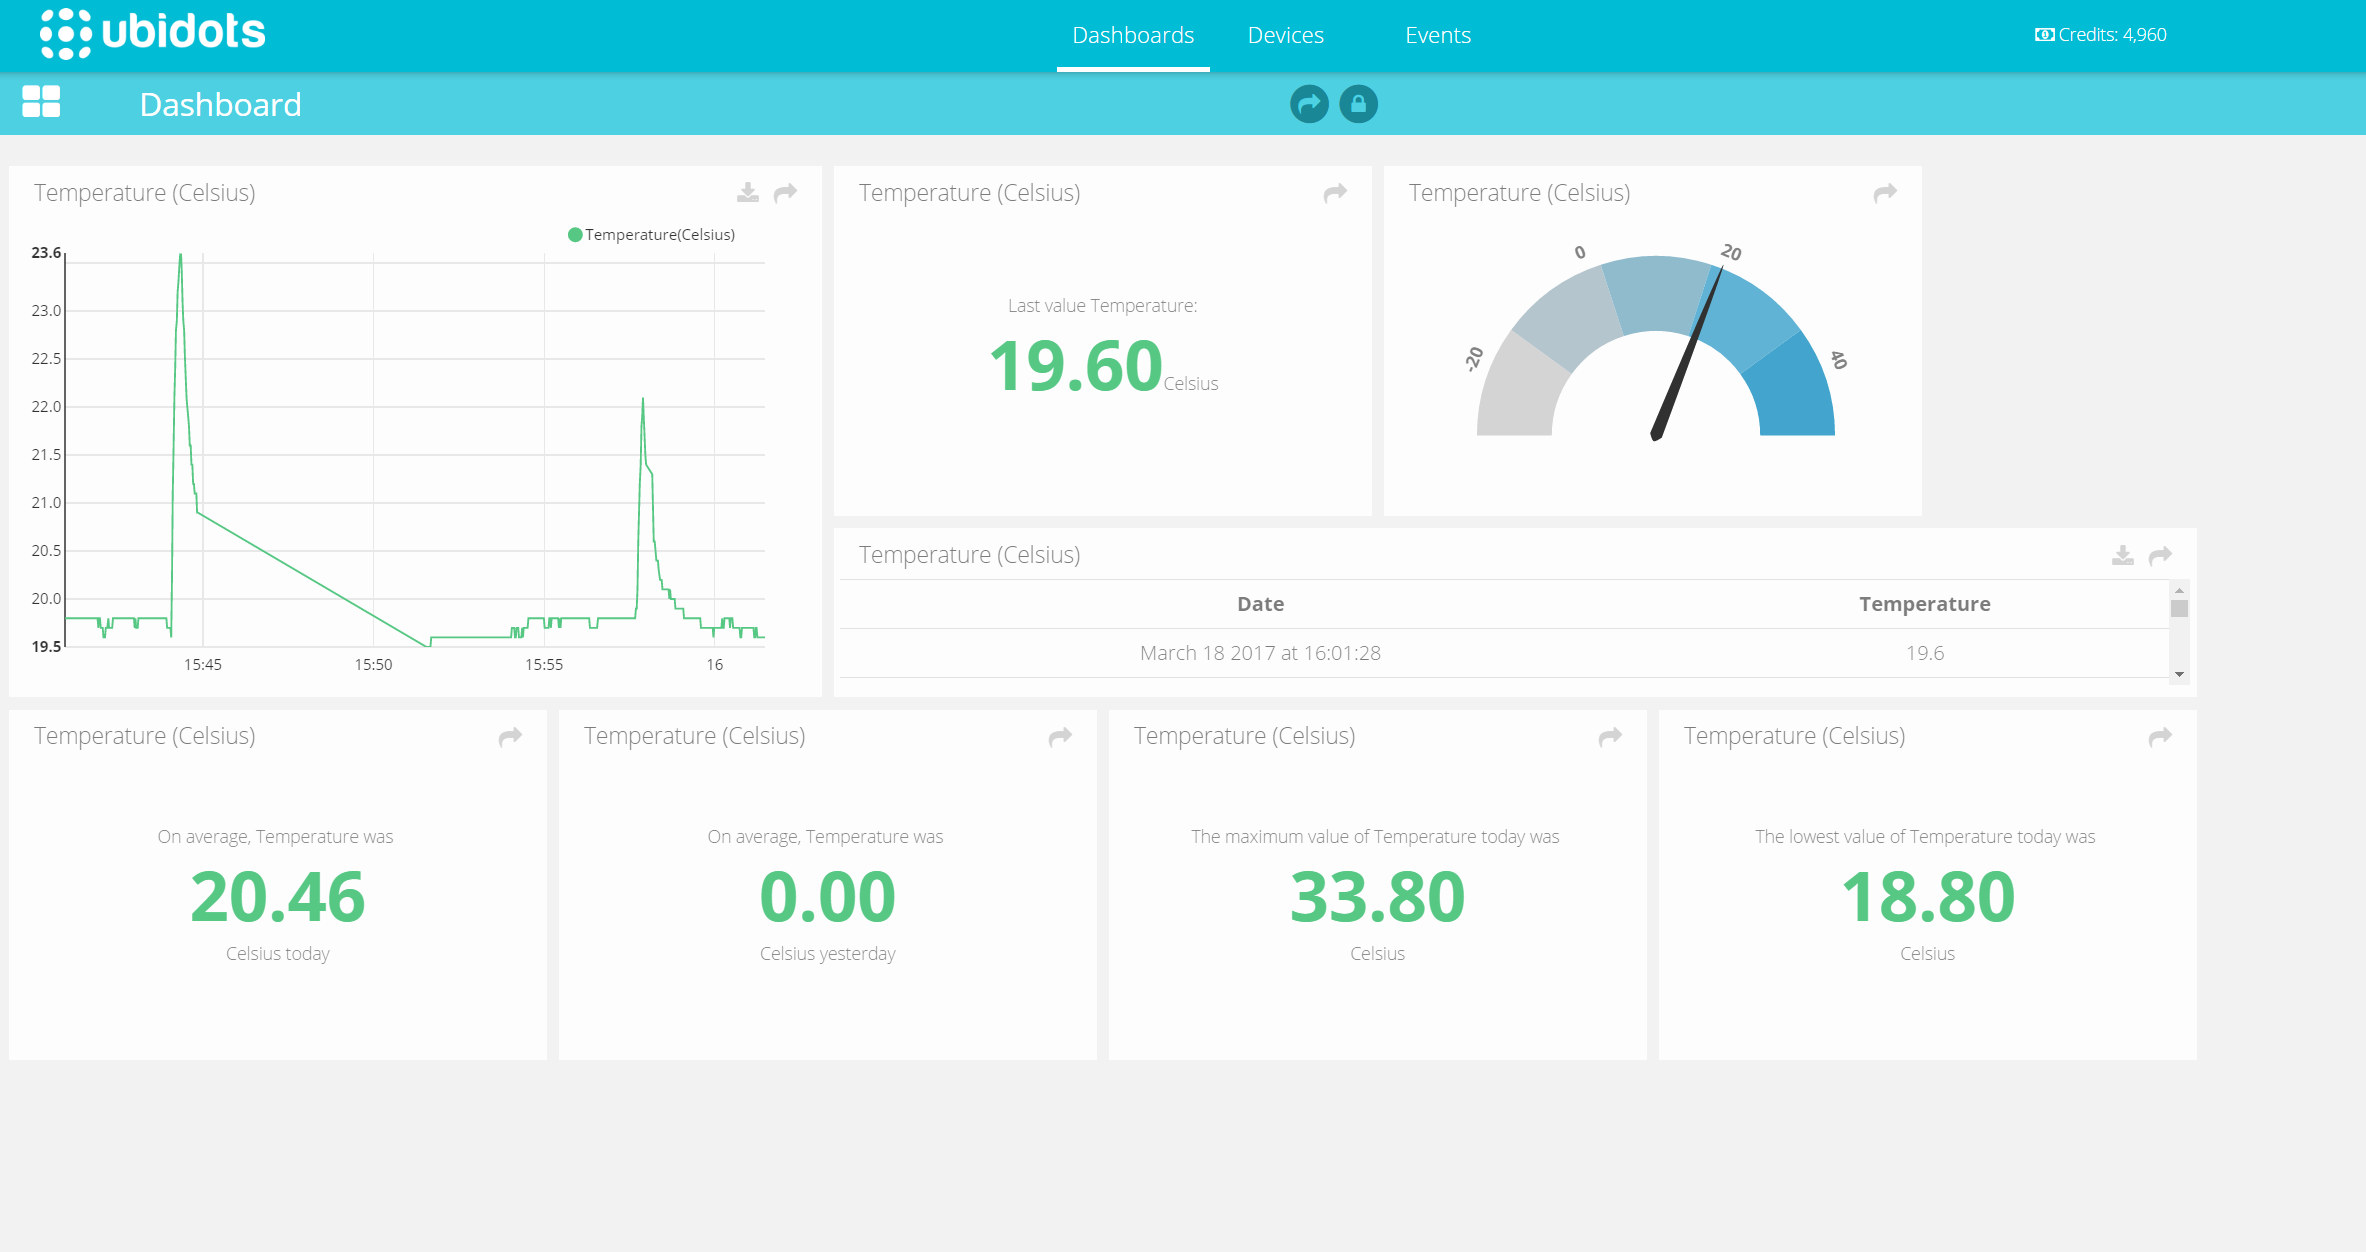 ubidots
Dashboards Devices Events
Credits: 4,960
Dashboard
Temperature (Celsius)
Temperature(Celsius)
23.6
23.0
22.5
22.0
21.5
21.0
20.5
20.0
19.5
15:45 15:50 15:55 16
Temperature (Celsius)
Last value Temperature:
19.60 Celsius
Temperature (Celsius)
-20 0 20 40
Temperature (Celsius)
Date Temperature
March 18 2017 at 16:01:28 19.6
Temperature (Celsius)
On average, Temperature was
20.46
Celsius today
Temperature (Celsius)
On average, Temperature was
0.00
Celsius yesterday
Temperature (Celsius)
The maximum value of Temperature today was
33.80
Celsius
Temperature (Celsius)
The lowest value of Temperature today was
18.80
Celsius